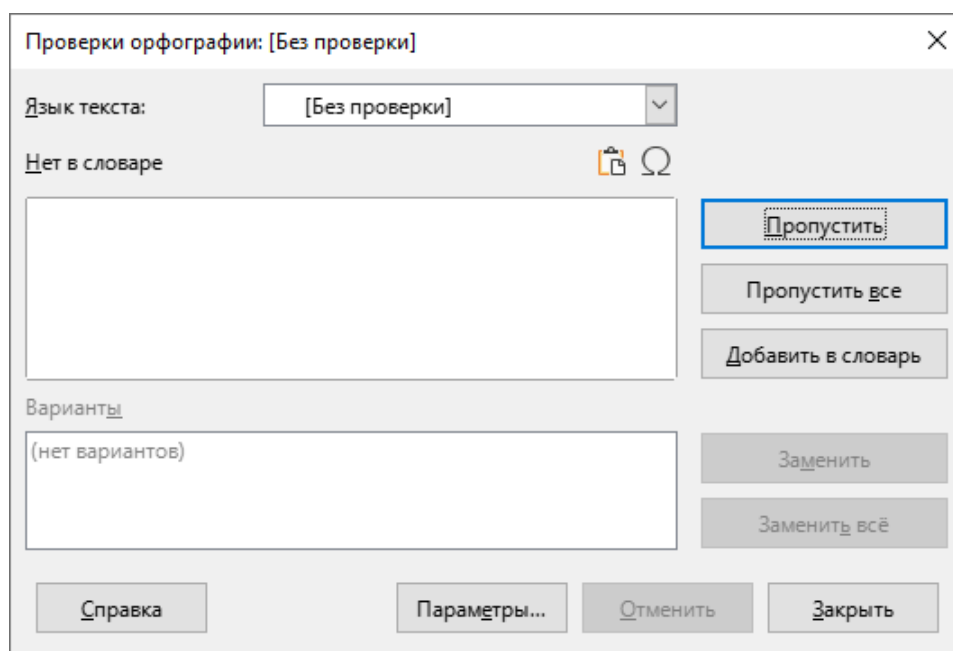 Проверки орфографии: [Без проверки]
Язык текста: [Без проверки]
Нет в словаре
Пропустить
Пропустить все
Добавить в словарь
Варианты
(нет вариантов)
Заменить
Заменить всё
Справка Параметры... Отменить Закрыть